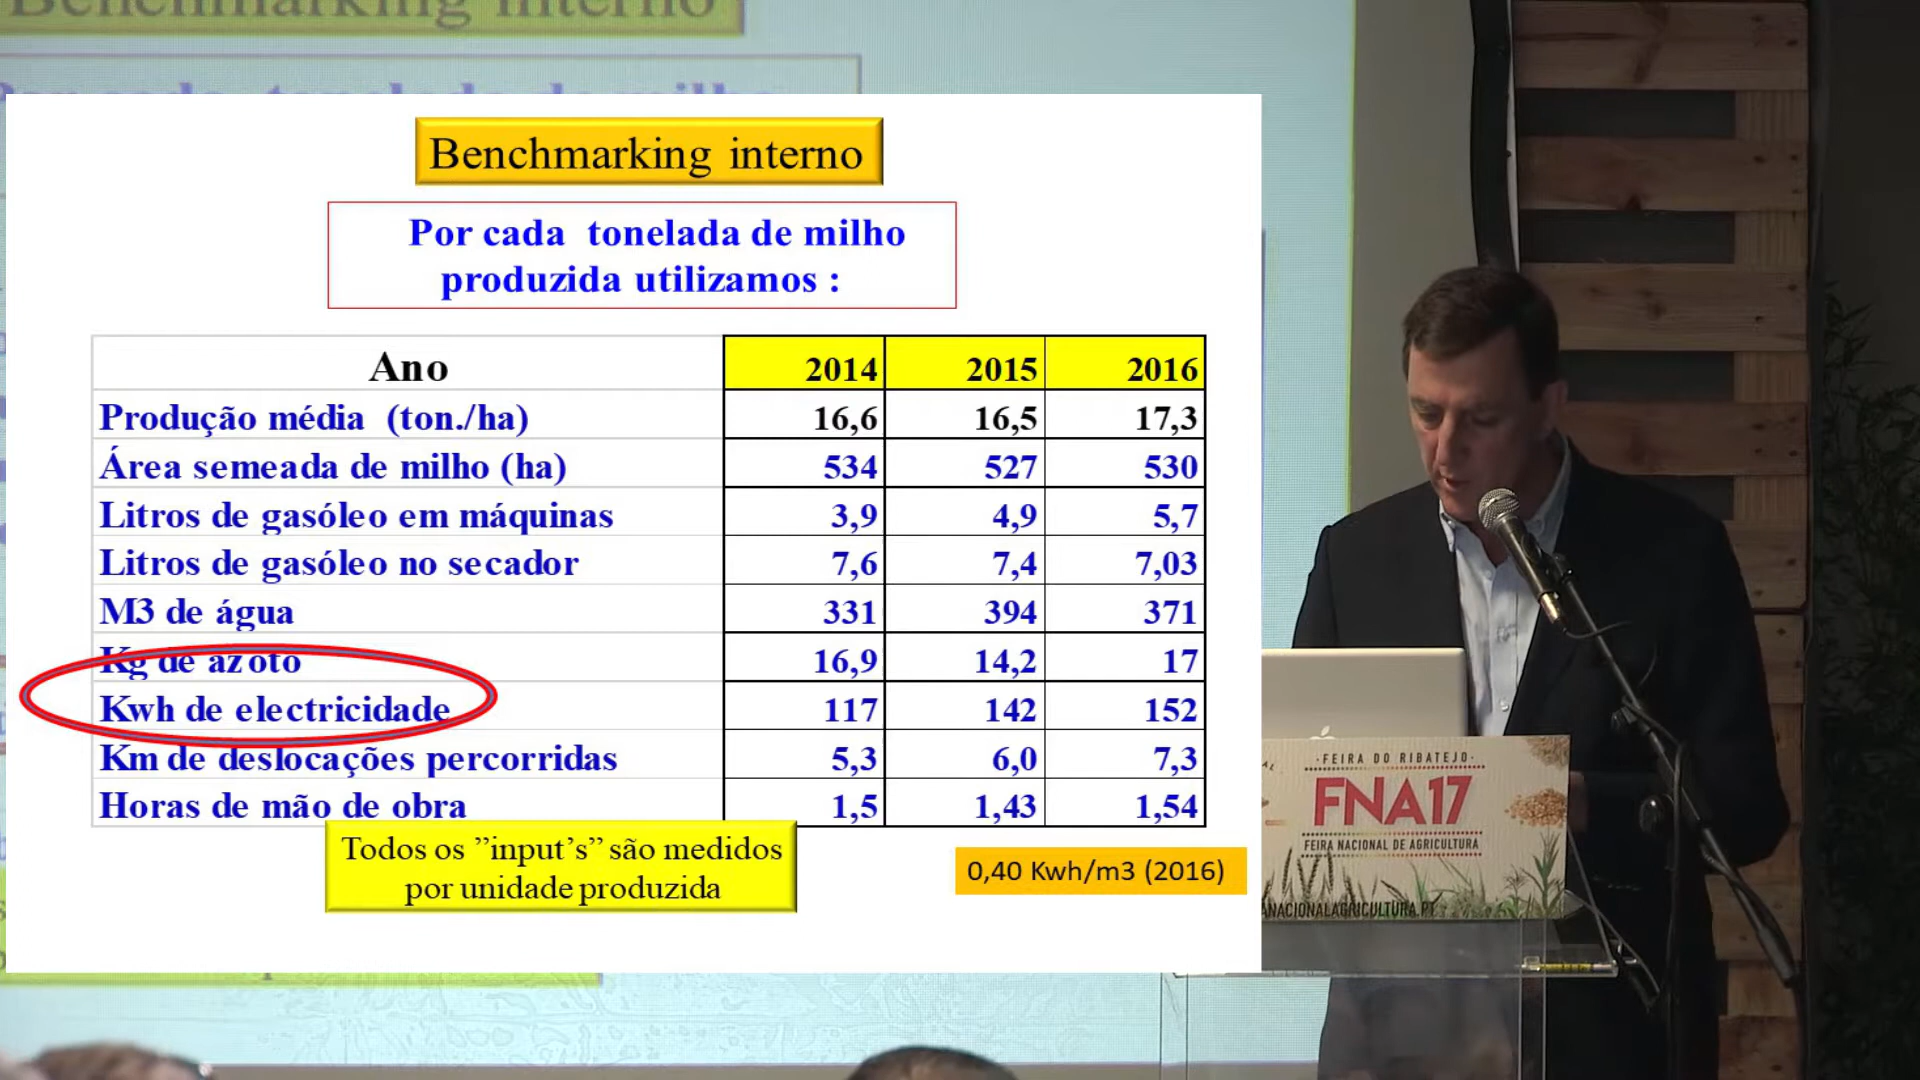 Benchmarking interno
Benchmarking interno
Por cada tonelada de milho
produzida utilizamos :
Ano 2014 2015 2016
Produção média (ton./ha) 16,6 16,5 17,3
Área semeada de milho (ha) 534 527 530
Litros de gasóleo em máquinas 3,9 4,9 5,7
Litros de gasóleo no secador 7,6 7,4 7,03
M3 de água 331 394 371
Kg de azoto 16,9 14,2 17
Kwh de electricidade 117 142 152
Km de deslocações percorridas 5,3 6,0 7,3
Horas de mão de obra 1,5 1,43 1,54
Todos os ”input’s” são medidos
por unidade produzida
0,40 Kwh/m3 (2016)
·FEIRA DO RIBATEJO·
FNA17
FEIRA NACIONAL DE AGRICULTURA
ANACIONALAGRICULTURA.PT